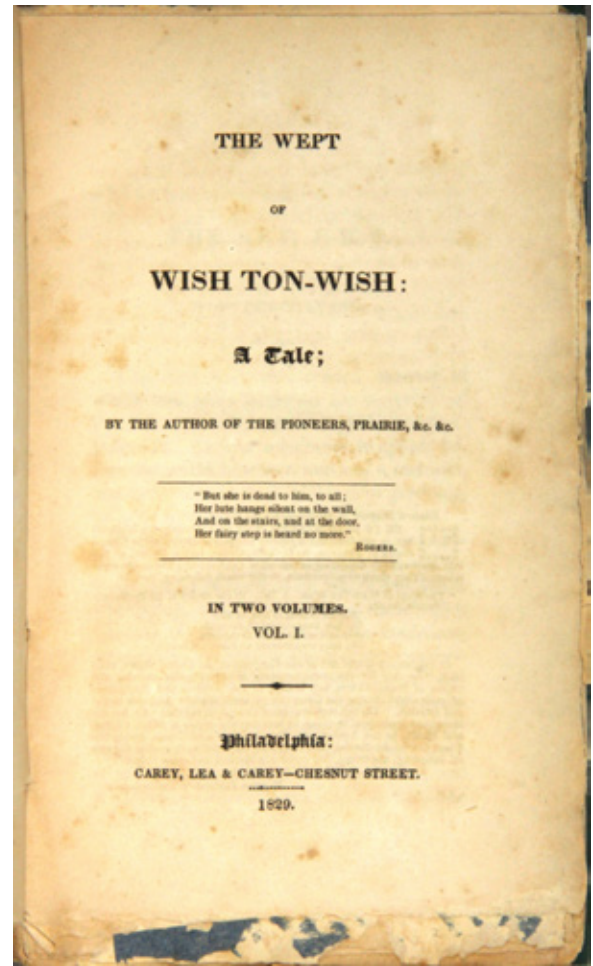 THE WEPT
OF
WISH TON-WISH:
A Tale;
BY THE AUTHOR OF THE PIONEERS, PRAIRIE, &c. &c.
"But she is dead to him, to all;
Her lute hangs silent on the wall,
And on the stairs, and at the door,
Her fairy step is heard no more."
ROGERS.
IN TWO VOLUMES.
VOL. I.
Philadelphia:
CAREY, LEA & CAREY—CHESNUT STREET.
1829.